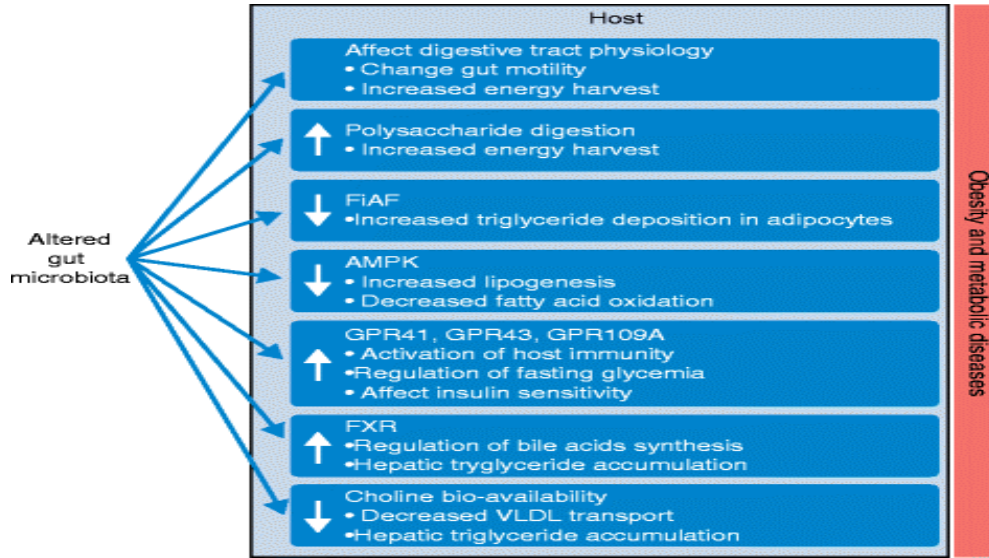 Host
Affect digestive tract physiology
• Change gut motility
• Increased energy harvest
Polysaccharide digestion
• Increased energy harvest
FiAF
•Increased triglyceride deposition in adipocytes
Altered
gut
microbiota
AMPK
• Increased lipogenesis
• Decreased fatty acid oxidation
GPR41, GPR43, GPR109A
• Activation of host immunity
•Regulation of fasting glycemia
• Affect insulin sensitivity
FXR
•Regulation of bile acids synthesis
•Hepatic tryglyceride accumulation
Choline bio-availability
• Decreased VLDL transport
•Hepatic triglyceride accumulation
Obesity and metabolic diseases